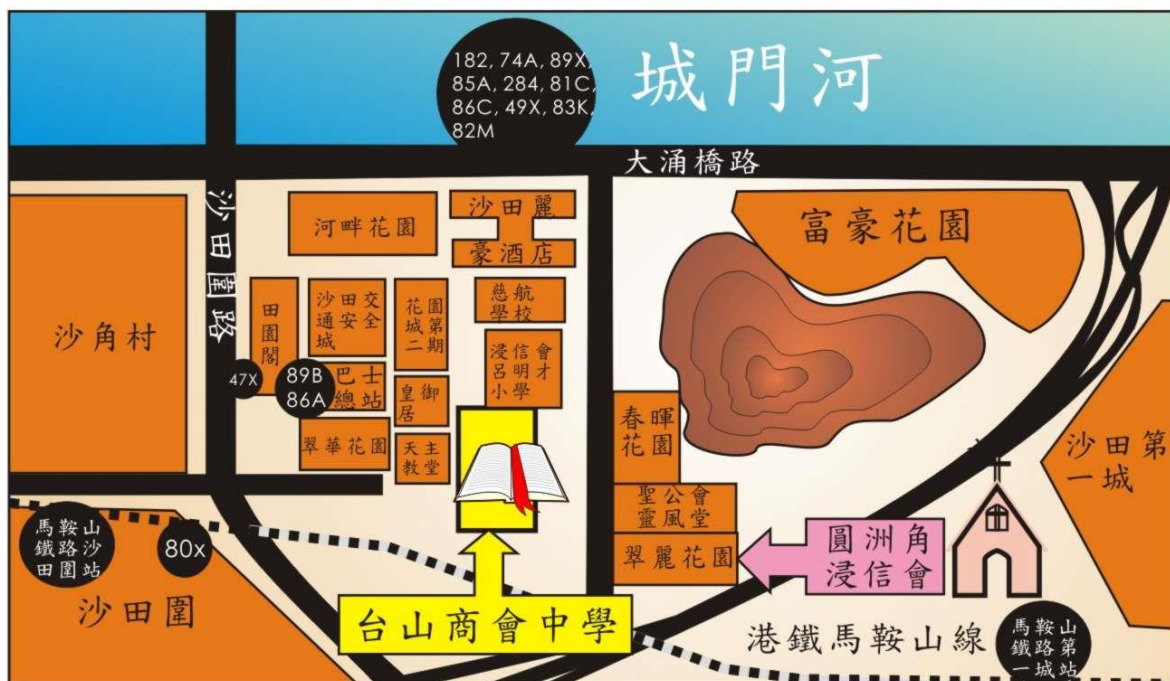 182, 74A, 89X,
85A, 284, 81C,
86C, 49X, 83K,
82M
城門河
大涌橋路
沙田圍路
河畔花園
沙田麗
豪酒店
富豪花園
沙角村
田園閣
沙田交
通安全
城
花園
城第
二期
慈航
學校
浸信會
呂明才
小學
47X
89B
86A
巴士
總站
皇御
居
翠華花園
天主
教堂
春暉
花園
沙田第
一城
聖公會
靈風堂
翠麗花園
圓洲角
浸信會
馬鞍山
鐵路沙
田圍站
80x
沙田圍
台山商會中學
港鐵馬鞍山線
馬鞍山
鐵路第
一城站